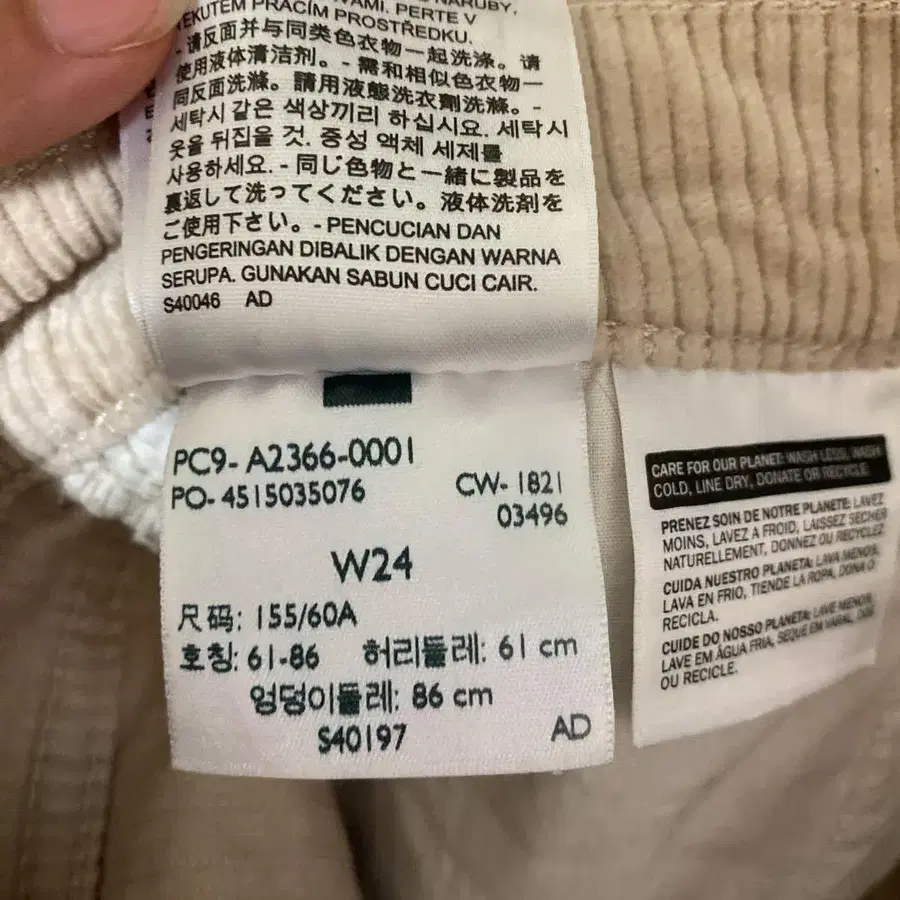 NARUBY,
PERTE V
TEKUTEM PRACÍM PROSTŘEDKU.
- 请反面并与同类色衣物一起洗涤。请
使用液体清洁剂。- 需和相似色衣物一
同反面洗滌。請用液態洗衣劑洗滌。-
세탁시 같은 색상끼리 하십시요. 세탁시
옷을 뒤집을 것. 중성 액체 세제를
사용하세요. - 同じ色物と一緒に製品を
裏返して洗ってください。液体洗剤を
ご使用下さい。- PENCUCIAN DAN
PENGERINGAN DIBALIK DENGAN WARNA
SERUPA. GUNAKAN SABUN CUCI CAIR.
S40046 AD
PC9- A2366-0001
PO- 4515035076 CW- 1821
03496
W24
尺码: 155/60A
호칭: 61-86 허리둘레: 61 cm
엉덩이둘레: 86 cm
S40197 AD
CARE FOR OUR PLANET: WASH LESS, WASH
COLD, LINE DRY, DONATE OR RECYCLE.
PRENEZ SOIN DE NOTRE PLANETE: LAVEZ
MOINS, LAVEZ A FROID, LAISSEZ SÉCHER
NATURELLEMENT, DONNEZ OU RECYCLEZ
CUIDA NUESTRO PLANETA: LAVA MENOS,
LAVA EN FRIO, TIENDE LA ROPA, DONA O
RECICLA.
CUIDE DO NOSSO PLANETA: LAVE MENOS,
LAVE EM ÁGUA FRIA, SEQUE EM VARAL, DOE
OU RECICLE.